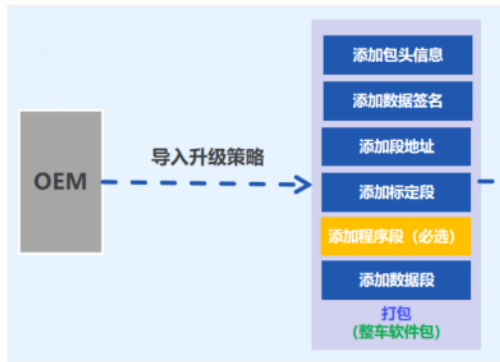 添加包头信息
添加数据签名
添加段地址
导入升级策略
OEM
添加标定段
添加程序段（必选）
添加数据段
打包
(整车软件包)